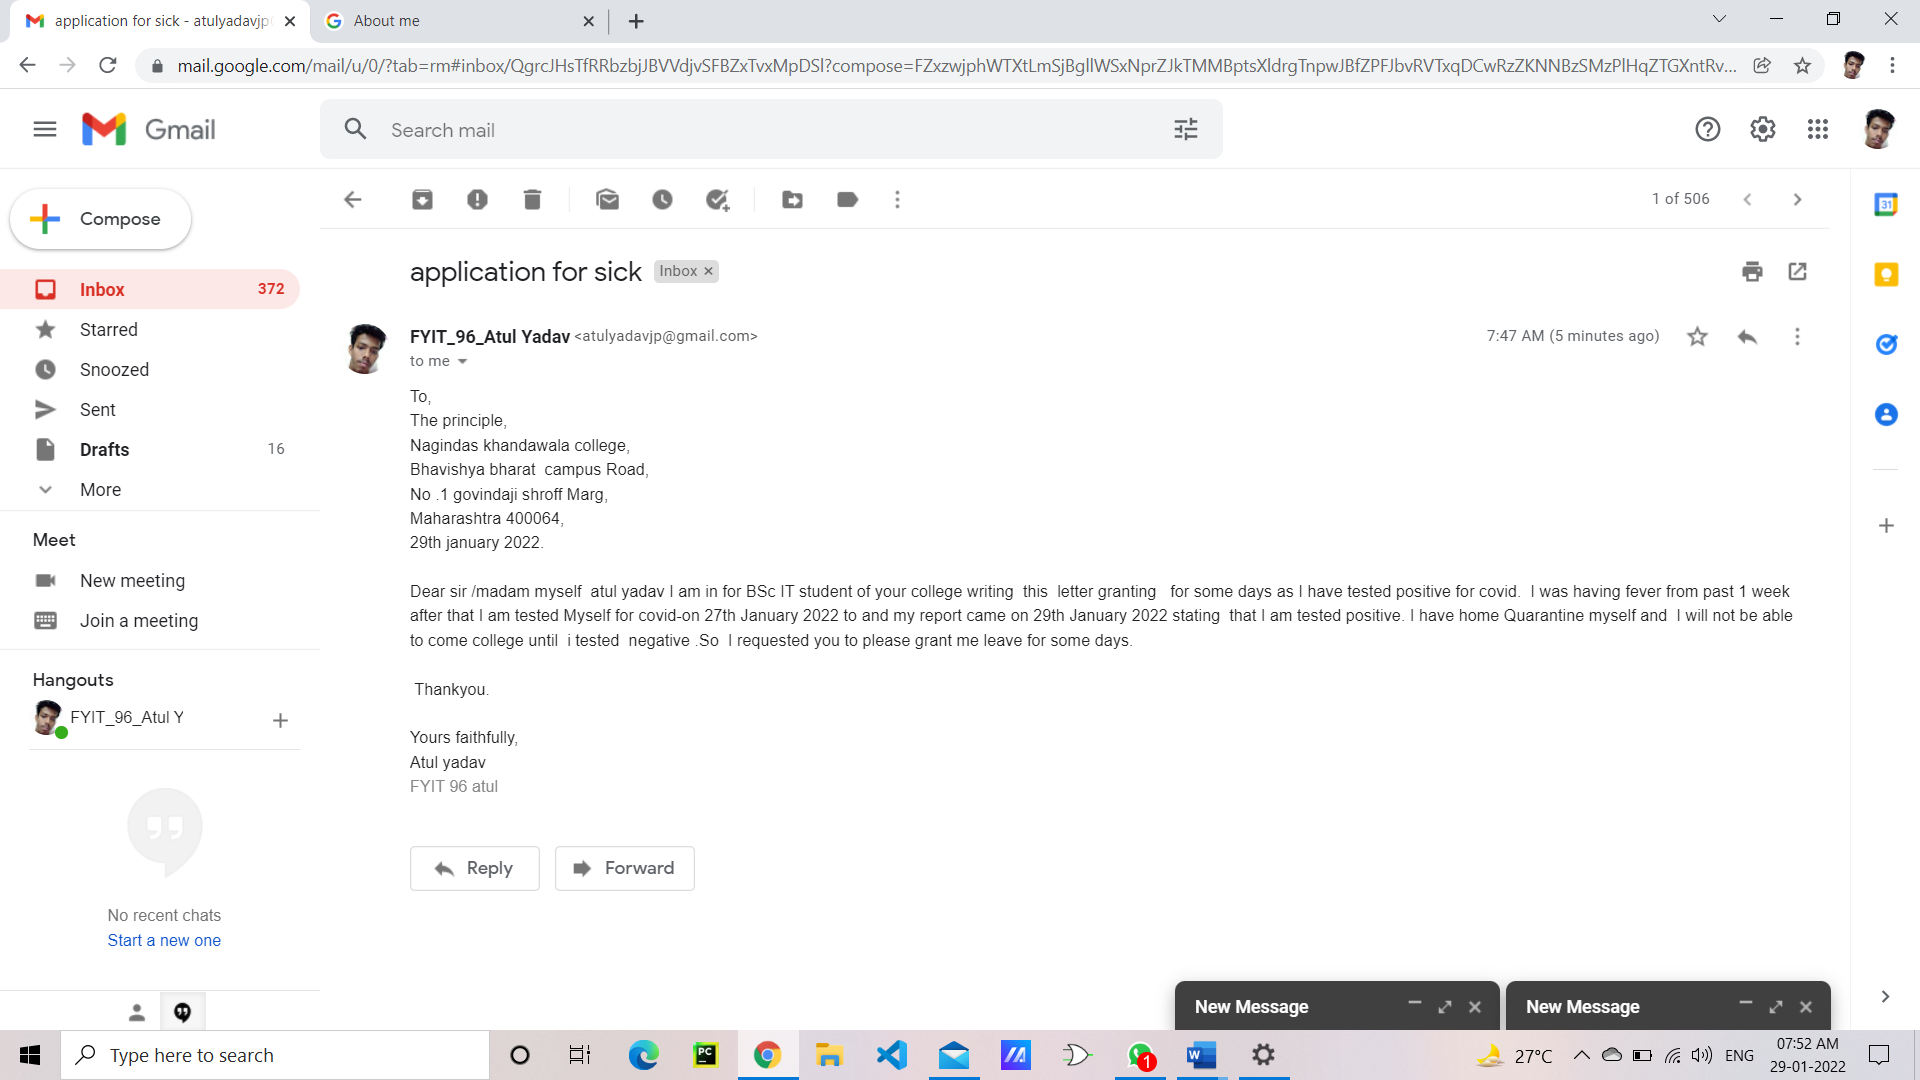 application for sick - atulyadavjp
About me
mail.google.com/mail/u/0/?tab=rm#inbox/QgrcJHsTfRRbzbjJBVVdjvSFBZxTvxMpDSl?compose=FZxzwjphWTXtLmSjBgllWSxNprZJkTMMBptsXldrgTnpwJBfZPFJbvRVTxqDCwRzZKNNBzSMzPlHqZTGXntRv...
Gmail
Search mail
Compose
1 of 506
Inbox 372
Starred
Snoozed
Sent
Drafts 16
More
Meet
New meeting
Join a meeting
Hangouts
FYIT_96_Atul Y
No recent chats
Start a new one
application for sick Inbox
FYIT_96_Atul Yadav <atulyadavjp@gmail.com> 7:47 AM (5 minutes ago)
to me
To,
The principle,
Nagindas khandawala college,
Bhavishya bharat  campus Road,
No .1 govindaji shroff Marg,
Maharashtra 400064,
29th january 2022.
Dear sir /madam myself  atul yadav I am in for BSc IT student of your college writing  this  letter granting   for some days as I have tested positive for covid.  I was having fever from past 1 week
after that I am tested Myself for covid-on 27th January 2022 to and my report came on 29th January 2022 stating  that I am tested positive. I have home Quarantine myself and  I will not be able
to come college until  i tested  negative .So  I requested you to please grant me leave for some days.
Thankyou.
Yours faithfully,
Atul yadav
FYIT 96 atul
Reply
Forward
New Message
New Message
Type here to search
27°C
ENG
07:52 AM
29-01-2022
31
PC
1
W